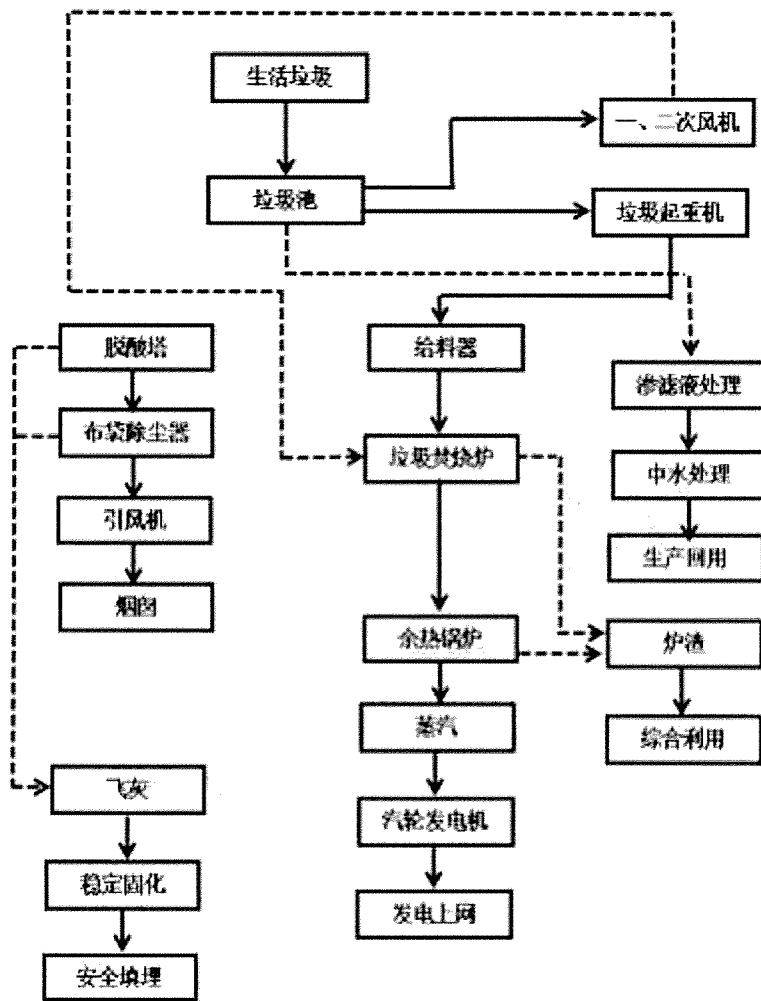 生活垃圾
一、二次风机
垃圾池
垃圾起重机
脱酸塔
给料器
渗滤液处理
布袋除尘器
垃圾焚烧炉
中水处理
引风机
生产回用
烟囱
余热锅炉
炉渣
蒸汽
综合利用
飞灰
汽轮发电机
稳定固化
发电上网
安全填埋